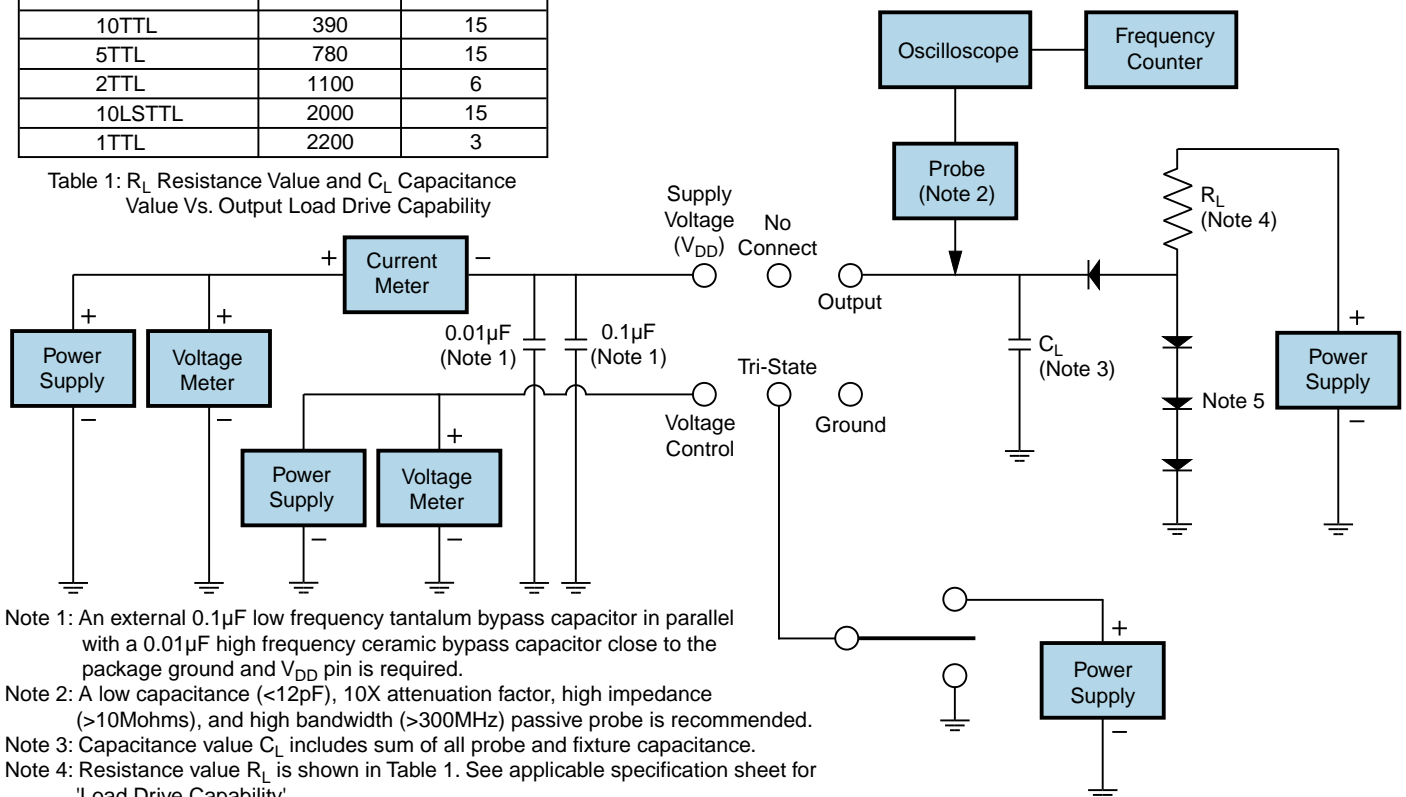 10TTL 390 15
5TTL 780 15
2TTL 1100 6
10LSTTL 2000 15
1TTL 2200 3
Table 1: RL Resistance Value and CL Capacitance
Value Vs. Output Load Drive Capability
Oscilloscope
Frequency
Counter
Probe
(Note 2)
RL
(Note 4)
Supply
Voltage
(VDD)
No
Connect
Output
+
Current
Meter
−
+
Power
Supply
−
+
Voltage
Meter
−
0.01µF
(Note 1)
0.1µF
(Note 1)
CL
(Note 3)
Note 5
+
Power
Supply
−
Tri-State
Voltage
Control
Ground
Power
Supply
−
+
Voltage
Meter
−
+
Power
Supply
−
Note 1: An external 0.1µF low frequency tantalum bypass capacitor in parallel
with a 0.01µF high frequency ceramic bypass capacitor close to the
package ground and VDD pin is required.
Note 2: A low capacitance (<12pF), 10X attenuation factor, high impedance
(>10Mohms), and high bandwidth (>300MHz) passive probe is recommended.
Note 3: Capacitance value CL includes sum of all probe and fixture capacitance.
Note 4: Resistance value RL is shown in Table 1. See applicable specification sheet for
'Load Drive Capability'